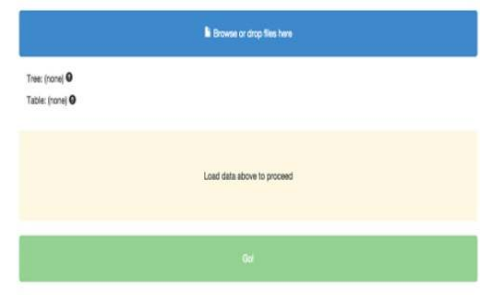 Browse or drop files here
Tree: (none) ?
Table: (none) ?
Load data above to proceed
Go!